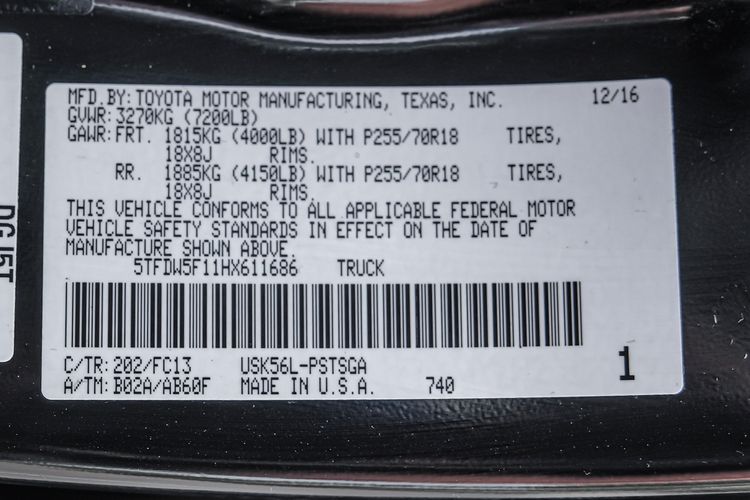 MFD.BY:TOYOTA MOTOR MANUFACTURING, TEXAS, INC. 12/16
GVWR:3270KG (7200LB)
GAWR:FRT. 1815KG (4000LB) WITH P255/70R18 TIRES,
18X8J RIMS.
RR. 1885KG (4150LB) WITH P255/70R18 TIRES,
18X8J RIMS.
THIS VEHICLE CONFORMS TO ALL APPLICABLE FEDERAL MOTOR
VEHICLE SAFETY STANDARDS IN EFFECT ON THE DATE OF
MANUFACTURE SHOWN ABOVE.
5TFDW5F11HX611686 TRUCK
C/TR:202/FC13 USK56L-PSTSGA
A/TM:B02A/AB60F MADE IN U.S.A. 740 1